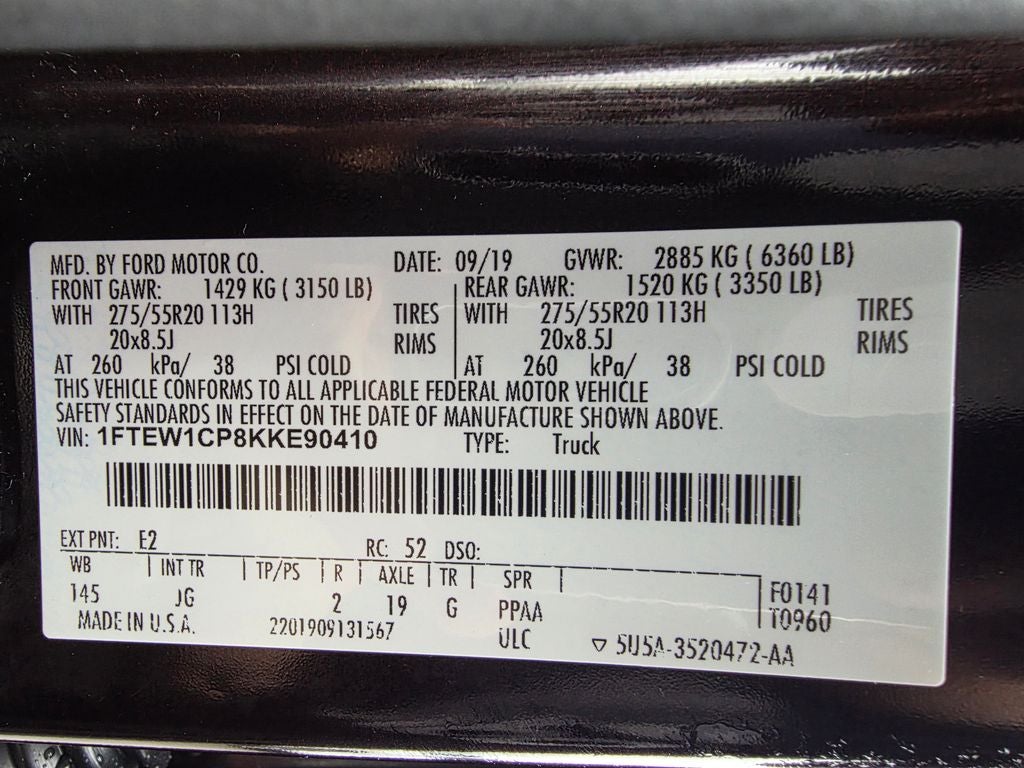 MFD. BY FORD MOTOR CO. DATE: 09/19 GVWR: 2885 KG ( 6360 LB)
FRONT GAWR: 1429 KG ( 3150 LB) REAR GAWR: 1520 KG ( 3350 LB)
WITH 275/55R20 113H TIRES WITH 275/55R20 113H TIRES
20x8.5J RIMS 20x8.5J RIMS
AT 260 kPa/ 38 PSI COLD AT 260 kPa/ 38 PSI COLD
THIS VEHICLE CONFORMS TO ALL APPLICABLE FEDERAL MOTOR VEHICLE
SAFETY STANDARDS IN EFFECT ON THE DATE OF MANUFACTURE SHOWN ABOVE.
VIN: 1FTEW1CP8KKE90410 TYPE: Truck
EXT PNT: E2 RC: 52 DSO:
WB INT TR TP/PS R AXLE TR SPR F0141
145 JG 2 19 G PPAA T0960
MADE IN U.S.A. 2201909131567 ULC ▽ 5U5A-3520472-AA